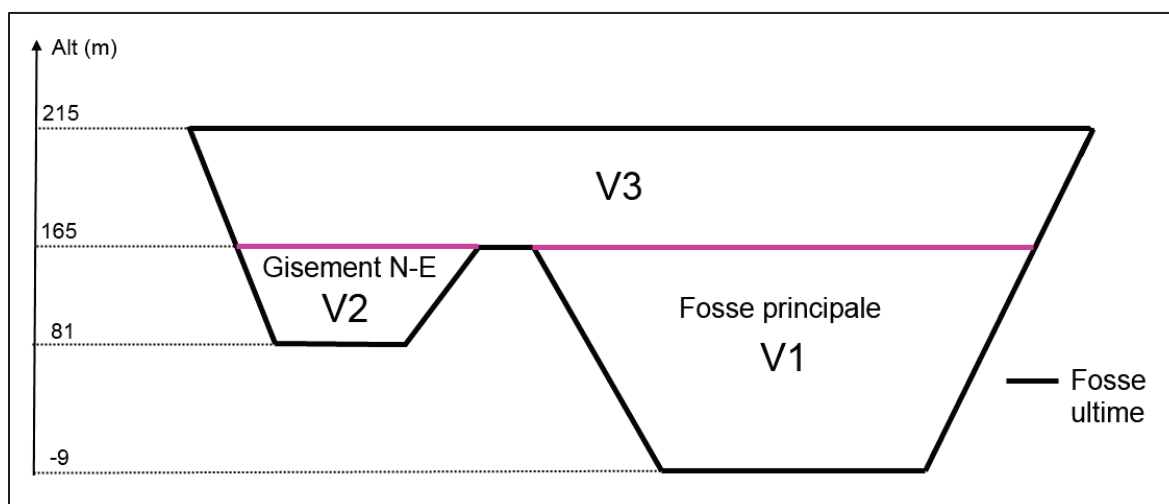 Alt (m)
215
V3
165
Gisement N-E
V2
Fosse principale
V1
81
Fosse
ultime
-9